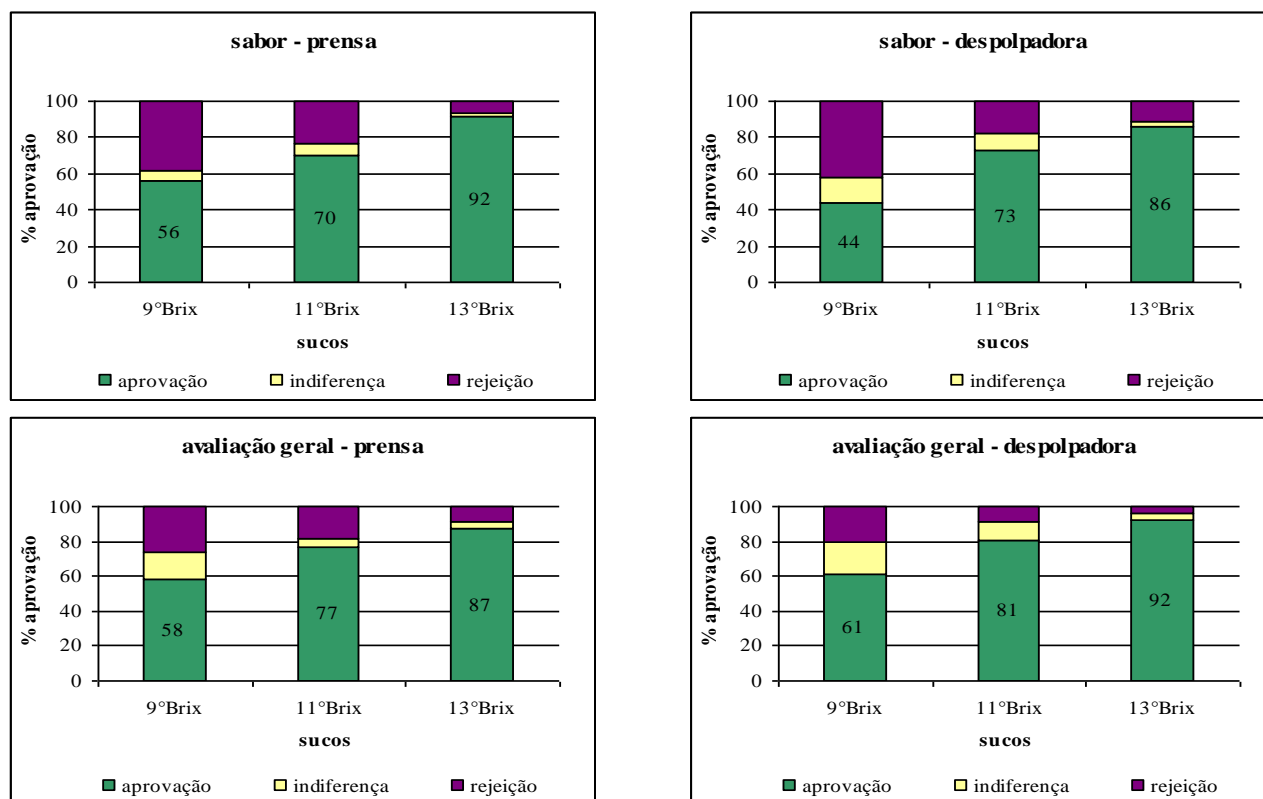 sabor - prensa
% aprovação
100
80
60
40
20
0
56
70
92
9°Brix 11°Brix 13°Brix
sucos
aprovação indiferença rejeição
sabor - despolpadora
% aprovação
100
80
60
40
20
0
44
73
86
9°Brix 11°Brix 13°Brix
sucos
aprovação indiferença rejeição
avaliação geral - prensa
% aprovação
100
80
60
40
20
0
58
77
87
9°Brix 11°Brix 13°Brix
sucos
aprovação indiferença rejeição
avaliação geral - despolpadora
% aprovação
100
80
60
40
20
0
61
81
92
9°Brix 11°Brix 13°Brix
sucos
aprovação indiferença rejeição